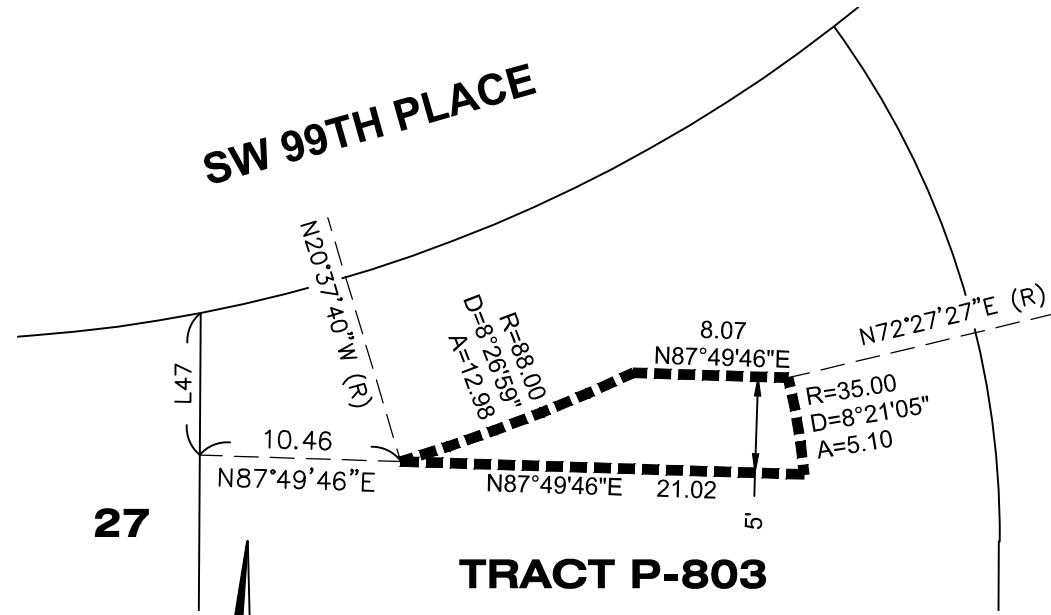 SW 99TH PLACE
N20°37'40"W (R)
R=88.00
D=8°26'59"
A=12.98
8.07
N87°49'46"E
N72°27'27"E (R)
R=35.00
D=8°21'05"
A=5.10
L47
10.46
N87°49'46"E
N87°49'46"E 21.02
5'
27
TRACT P-803